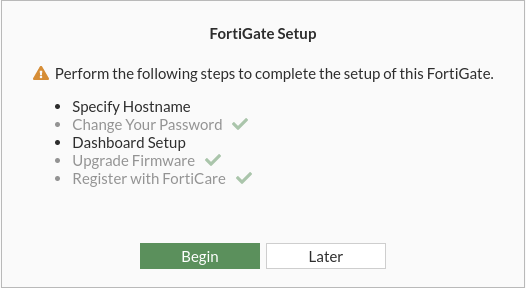 FortiGate Setup
Perform the following steps to complete the setup of this FortiGate.
Specify Hostname
Change Your Password
Dashboard Setup
Upgrade Firmware
Register with FortiCare
Begin
Later